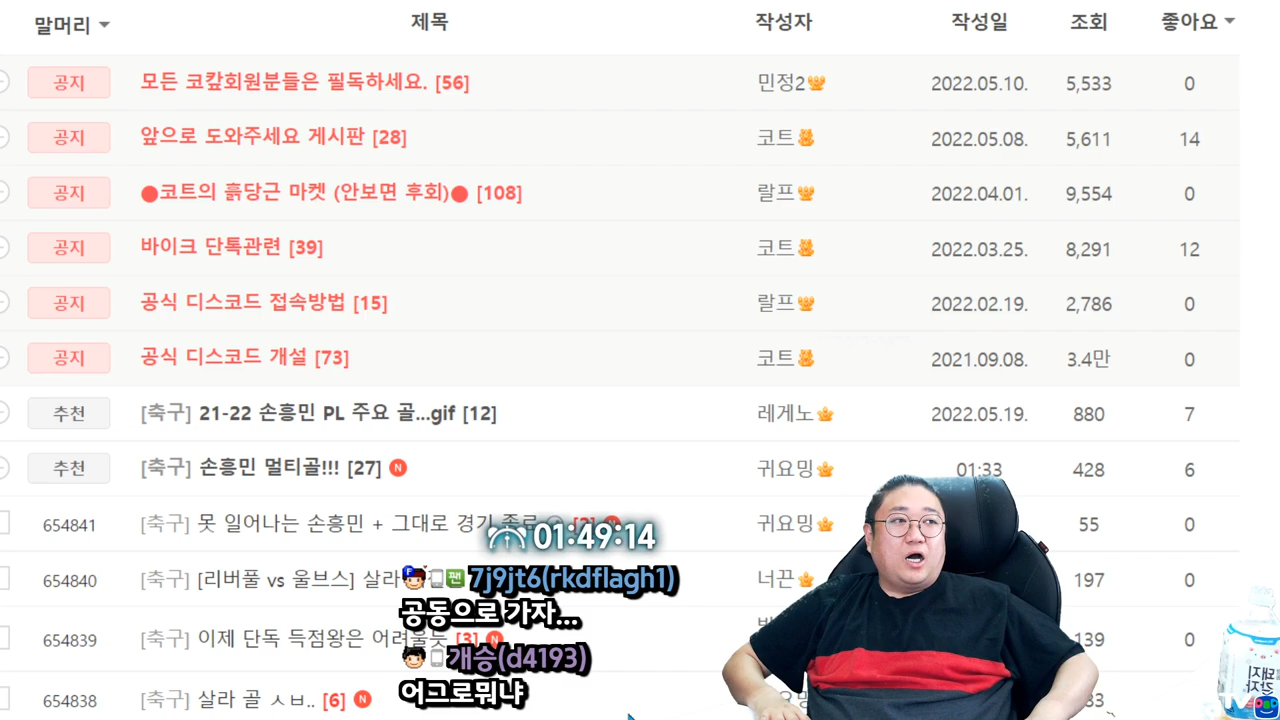 말머리 제목 작성자 작성일 조회 좋아요
공지 모든 코캎회원분들은 필독하세요. [56] 민정2 2022.05.10. 5,533 0
공지 앞으로 도와주세요 게시판 [28] 코트 2022.05.08. 5,611 14
공지 ●코트의 흙당근 마켓 (안보면 후회)● [108] 랄프 2022.04.01. 9,554 0
공지 바이크 단톡관련 [39] 코트 2022.03.25. 8,291 12
공지 공식 디스코드 접속방법 [15] 랄프 2022.02.19. 2,786 0
공지 공식 디스코드 개설 [73] 코트 2021.09.08. 3.4만 0
추천 [축구] 21-22 손흥민 PL 주요 골...gif [12] 레게노 2022.05.19. 880 7
추천 [축구] 손흥민 멀티골!!! [27] N 귀요밍 01:33 428 6
654841 [축구] 못 일어나는 손흥민 + 그대로 경기 종료 귀요밍 55 0
01:49:14
654840 [축구] [리버풀 vs 울브스] 살라 너끈 197 0
팬 7j9jt6(rkdflagh1)
공동으로 가자...
654839 [축구] 이제 단독 득점왕은 어려울듯 [3] N 139 0
개승(d4193)
654838 [축구] 살라 골 ㅅㅂ.. [6] N
어그로뭐냐